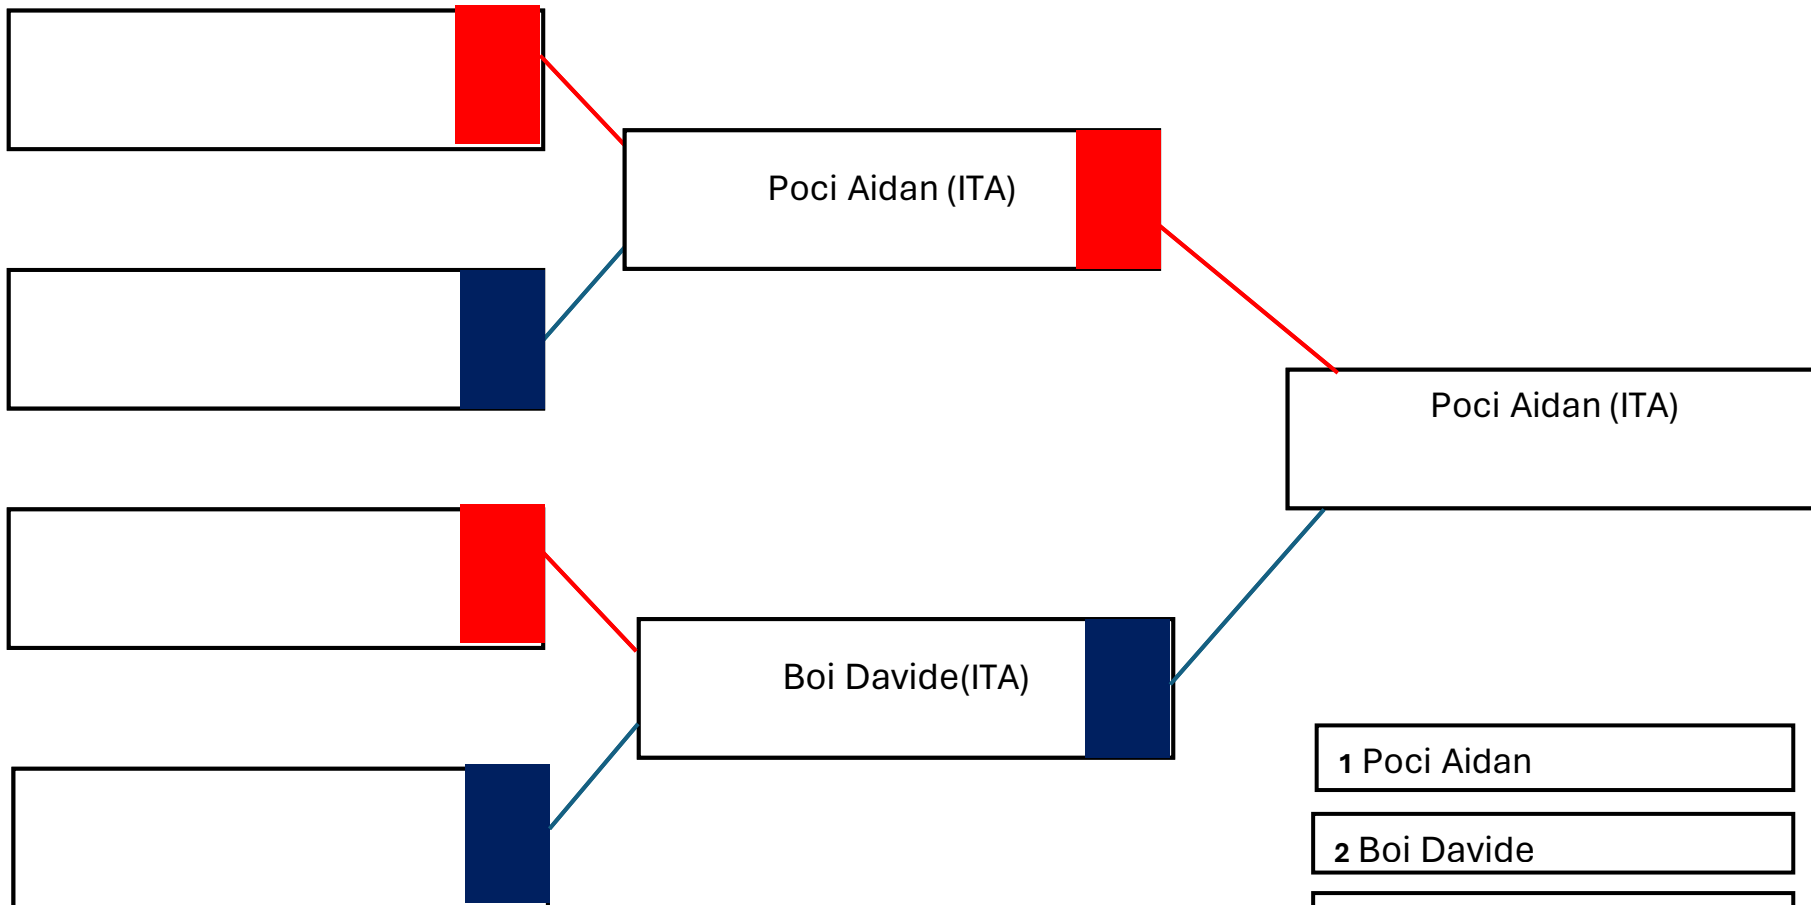 Poci Aidan (ITA)
Poci Aidan (ITA)
Boi Davide(ITA)
1 Poci Aidan
2 Boi Davide